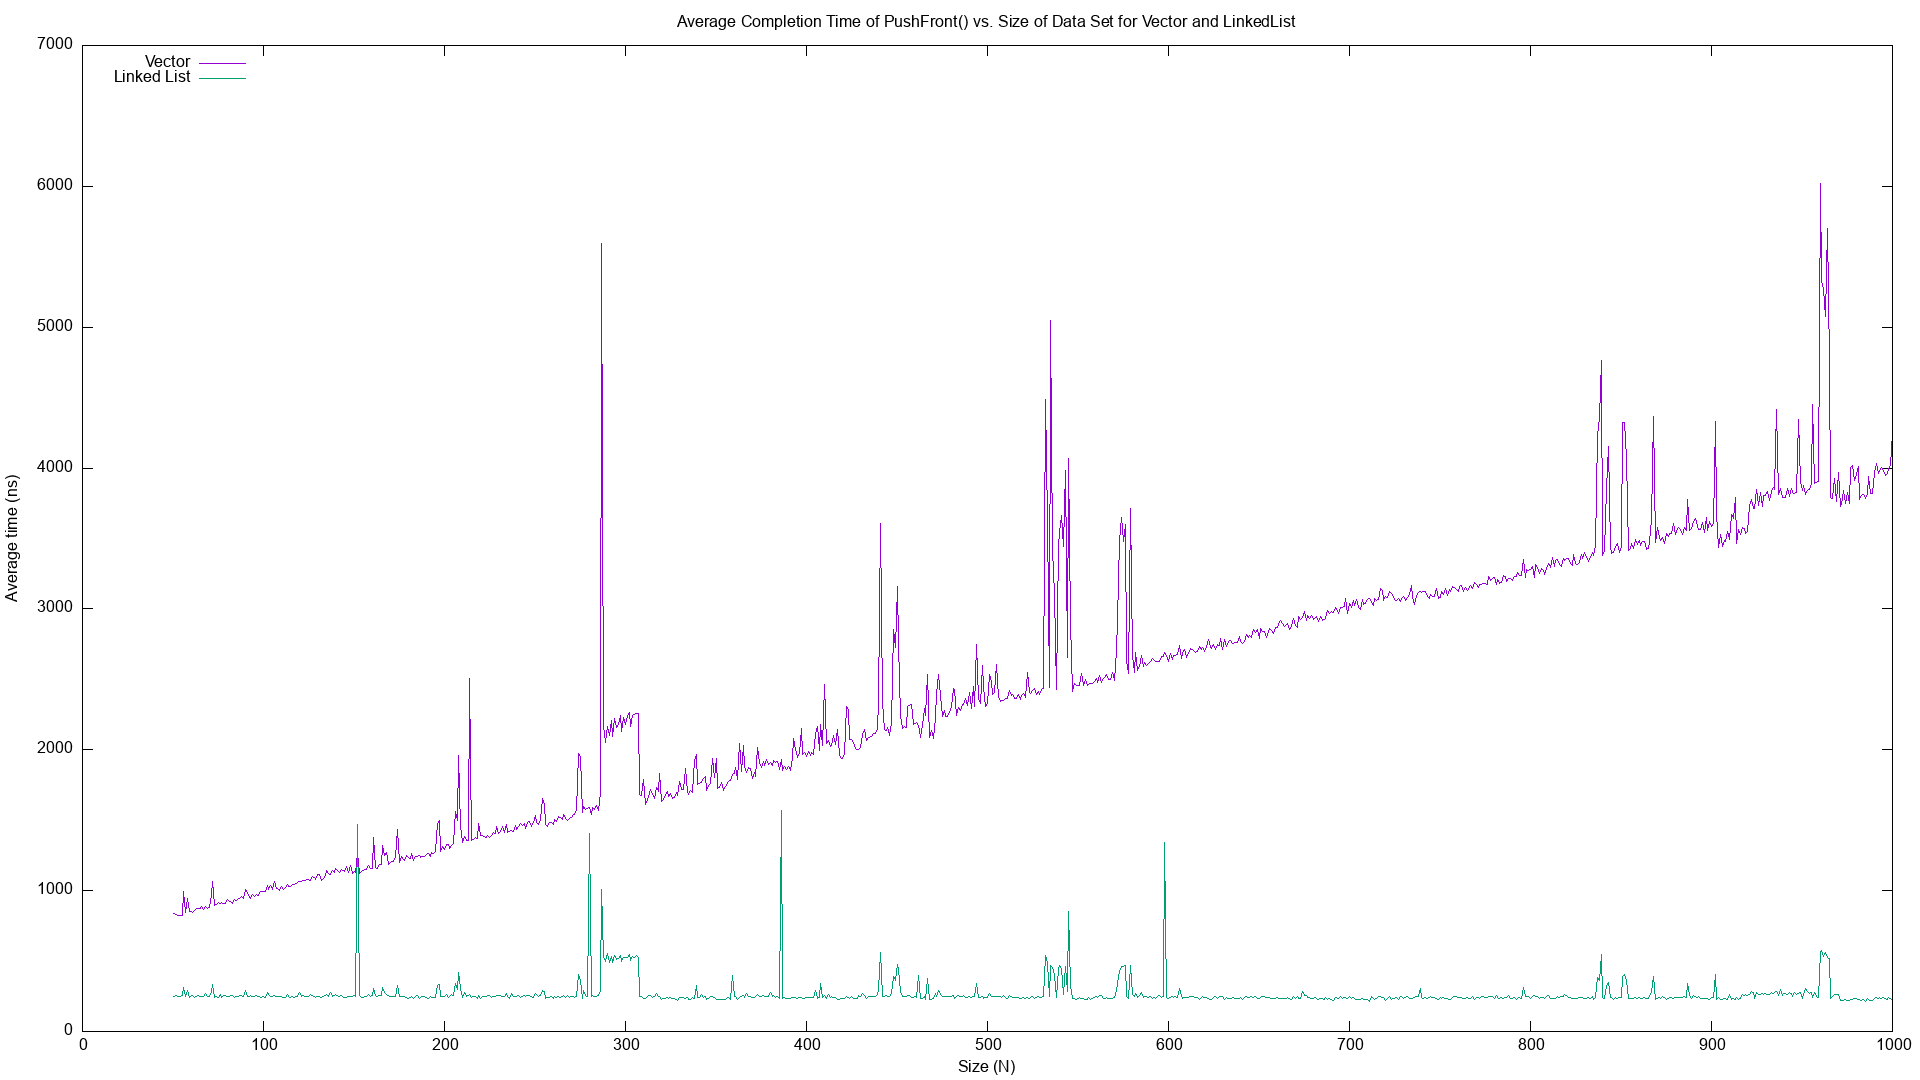 Average Completion Time of PushFront() vs. Size of Data Set for Vector and LinkedList
7000
6000
5000
4000
3000
2000
1000
0
Vector
Linked List
Average time (ns)
0 100 200 300 400 500 600 700 800 900 1000
Size (N)